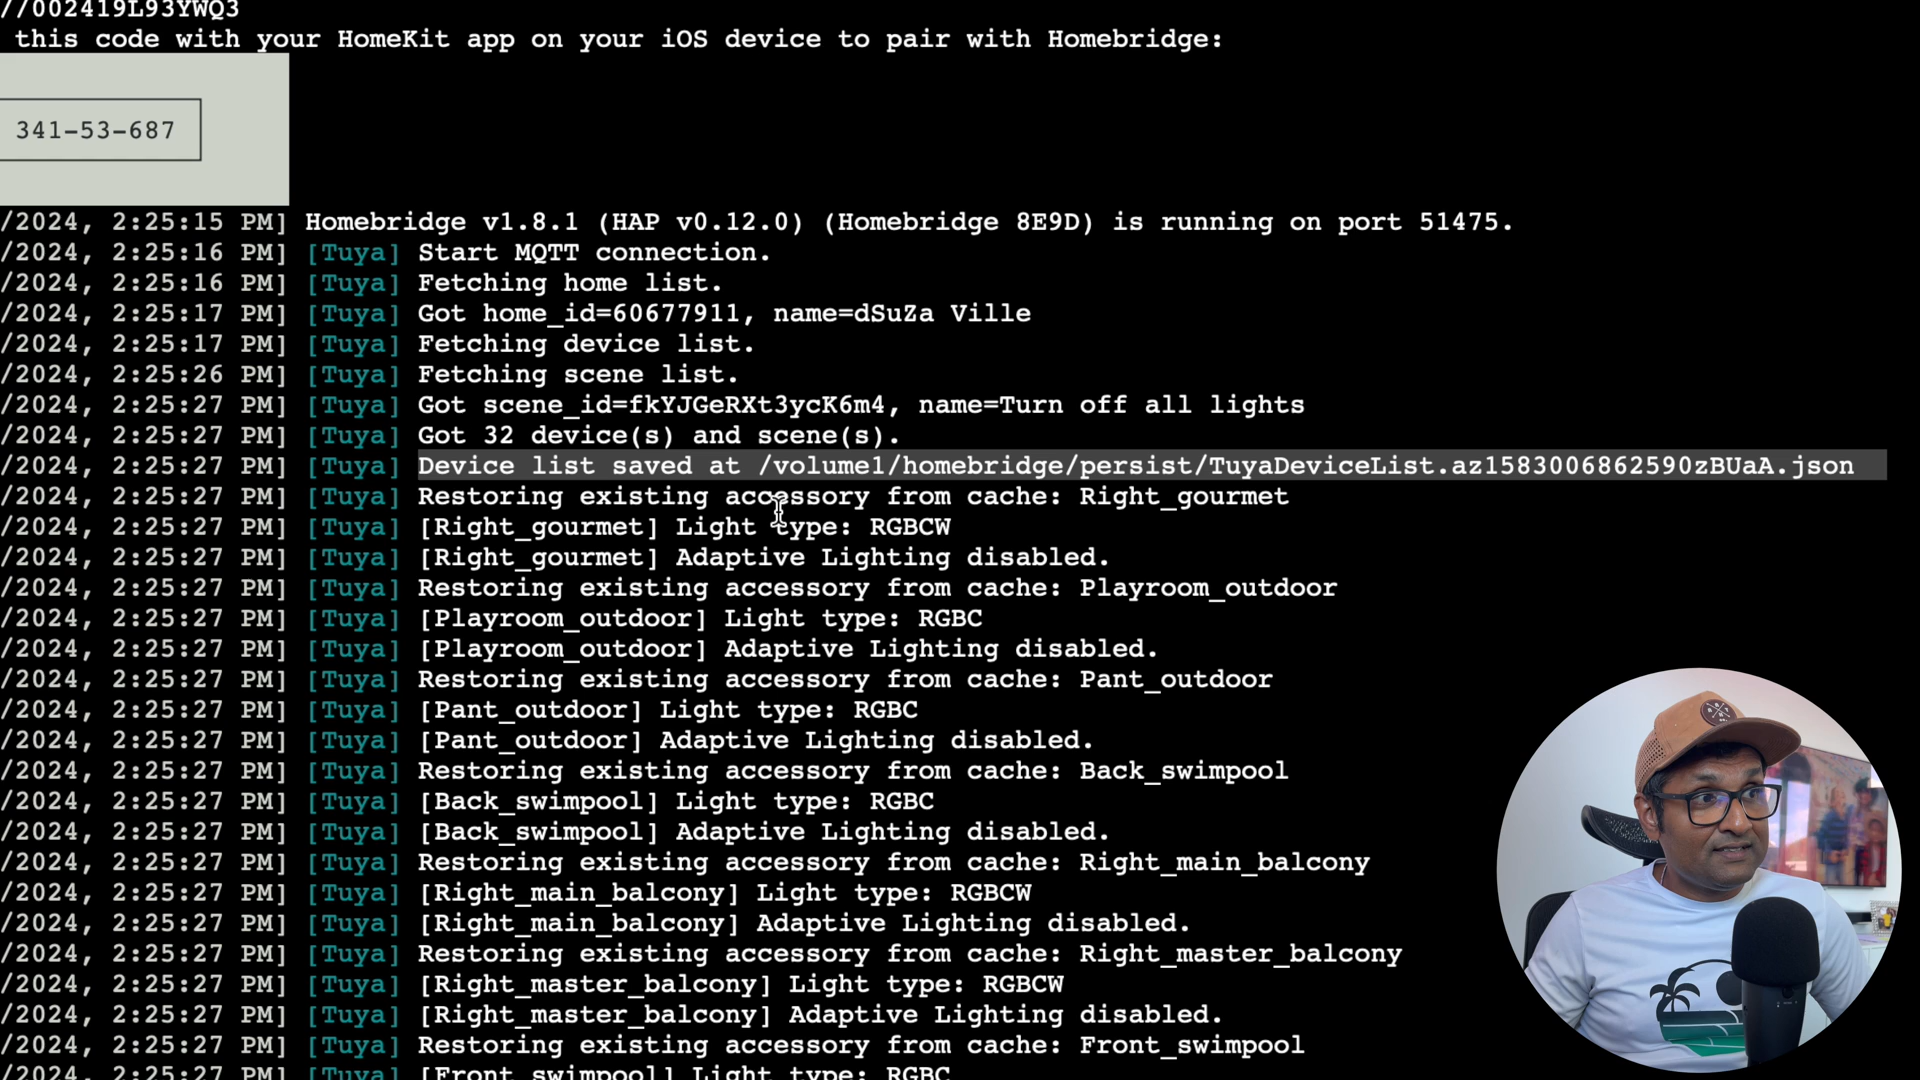 //002419L93YWQ3
this code with your HomeKit app on your iOS device to pair with Homebridge:
341-53-687
/2024, 2:25:15 PM] Homebridge v1.8.1 (HAP v0.12.0) (Homebridge 8E9D) is running on port 51475.
/2024, 2:25:16 PM] [Tuya] Start MQTT connection.
/2024, 2:25:16 PM] [Tuya] Fetching home list.
/2024, 2:25:17 PM] [Tuya] Got home_id=60677911, name=dSuZa Ville
/2024, 2:25:17 PM] [Tuya] Fetching device list.
/2024, 2:25:26 PM] [Tuya] Fetching scene list.
/2024, 2:25:27 PM] [Tuya] Got scene_id=fkYJGeRXt3ycK6m4, name=Turn off all lights
/2024, 2:25:27 PM] [Tuya] Got 32 device(s) and scene(s).
/2024, 2:25:27 PM] [Tuya] Device list saved at /volume1/homebridge/persist/TuyaDeviceList.az1583006862590zBUaA.json
/2024, 2:25:27 PM] [Tuya] Restoring existing accessory from cache: Right_gourmet
/2024, 2:25:27 PM] [Tuya] [Right_gourmet] Light type: RGBCW
/2024, 2:25:27 PM] [Tuya] [Right_gourmet] Adaptive Lighting disabled.
/2024, 2:25:27 PM] [Tuya] Restoring existing accessory from cache: Playroom_outdoor
/2024, 2:25:27 PM] [Tuya] [Playroom_outdoor] Light type: RGBC
/2024, 2:25:27 PM] [Tuya] [Playroom_outdoor] Adaptive Lighting disabled.
/2024, 2:25:27 PM] [Tuya] Restoring existing accessory from cache: Pant_outdoor
/2024, 2:25:27 PM] [Tuya] [Pant_outdoor] Light type: RGBC
/2024, 2:25:27 PM] [Tuya] [Pant_outdoor] Adaptive Lighting disabled.
/2024, 2:25:27 PM] [Tuya] Restoring existing accessory from cache: Back_swimpool
/2024, 2:25:27 PM] [Tuya] [Back_swimpool] Light type: RGBC
/2024, 2:25:27 PM] [Tuya] [Back_swimpool] Adaptive Lighting disabled.
/2024, 2:25:27 PM] [Tuya] Restoring existing accessory from cache: Right_main_balcony
/2024, 2:25:27 PM] [Tuya] [Right_main_balcony] Light type: RGBCW
/2024, 2:25:27 PM] [Tuya] [Right_main_balcony] Adaptive Lighting disabled.
/2024, 2:25:27 PM] [Tuya] Restoring existing accessory from cache: Right_master_balcony
/2024, 2:25:27 PM] [Tuya] [Right_master_balcony] Light type: RGBCW
/2024, 2:25:27 PM] [Tuya] [Right_master_balcony] Adaptive Lighting disabled.
/2024, 2:25:27 PM] [Tuya] Restoring existing accessory from cache: Front_swimpool
/2024, 2:25:27 PM] [Tuya] [Front_swimpool] Light type: RGBC